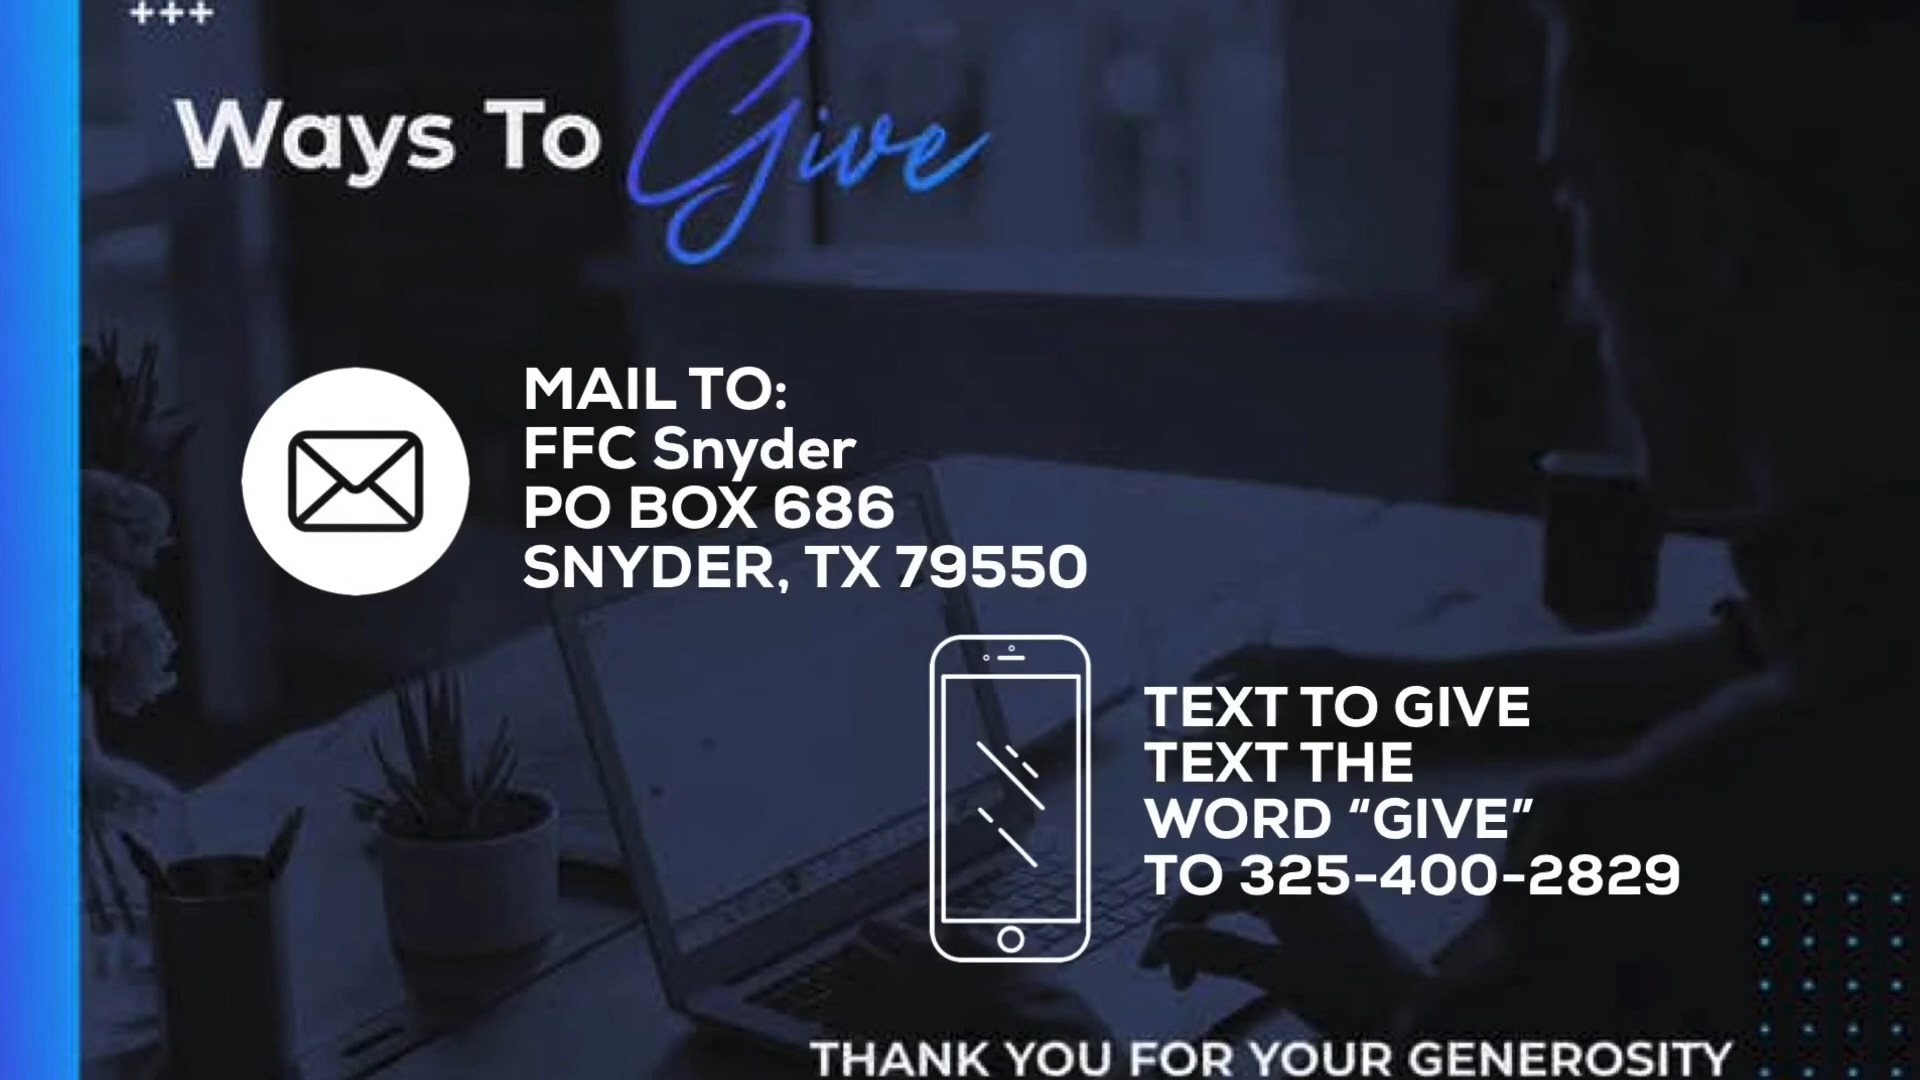 +++
Ways To Give
MAIL TO:
FFC Snyder
PO BOX 686
SNYDER, TX 79550
TEXT TO GIVE
TEXT THE
WORD “GIVE”
TO 325-400-2829
THANK YOU FOR YOUR GENEROSITY